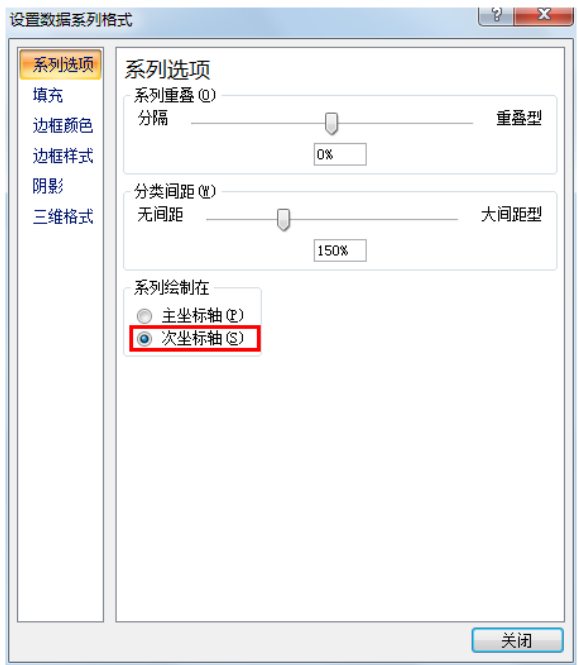 设置数据系列格式
系列选项
填充
边框颜色
边框样式
阴影
三维格式
系列选项
系列重叠(O)
分隔 重叠型
0%
分类间距(W)
无间距 大间距型
150%
系列绘制在
主坐标轴(P)
次坐标轴(S)
关闭